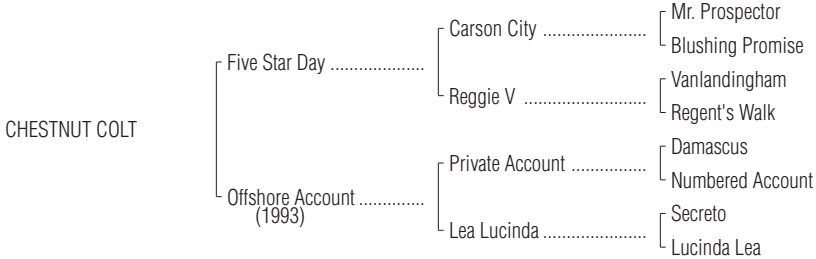 Mr. Prospector
Carson City ......................
Blushing Promise
Five Star Day ....................
Vanlandingham
Reggie V ..........................
Regent's Walk
CHESTNUT COLT
Damascus
Private Account ................
Numbered Account
Offshore Account ..............
(1993)
Secreto
Lea Lucinda ......................
Lucinda Lea